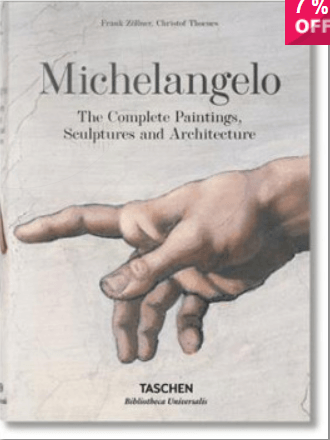 7%
OFF
Frank Zöllner, Christof Thoenes
Michelangelo
The Complete Paintings,
Sculptures and Architecture
TASCHEN
Bibliotheca Universalis